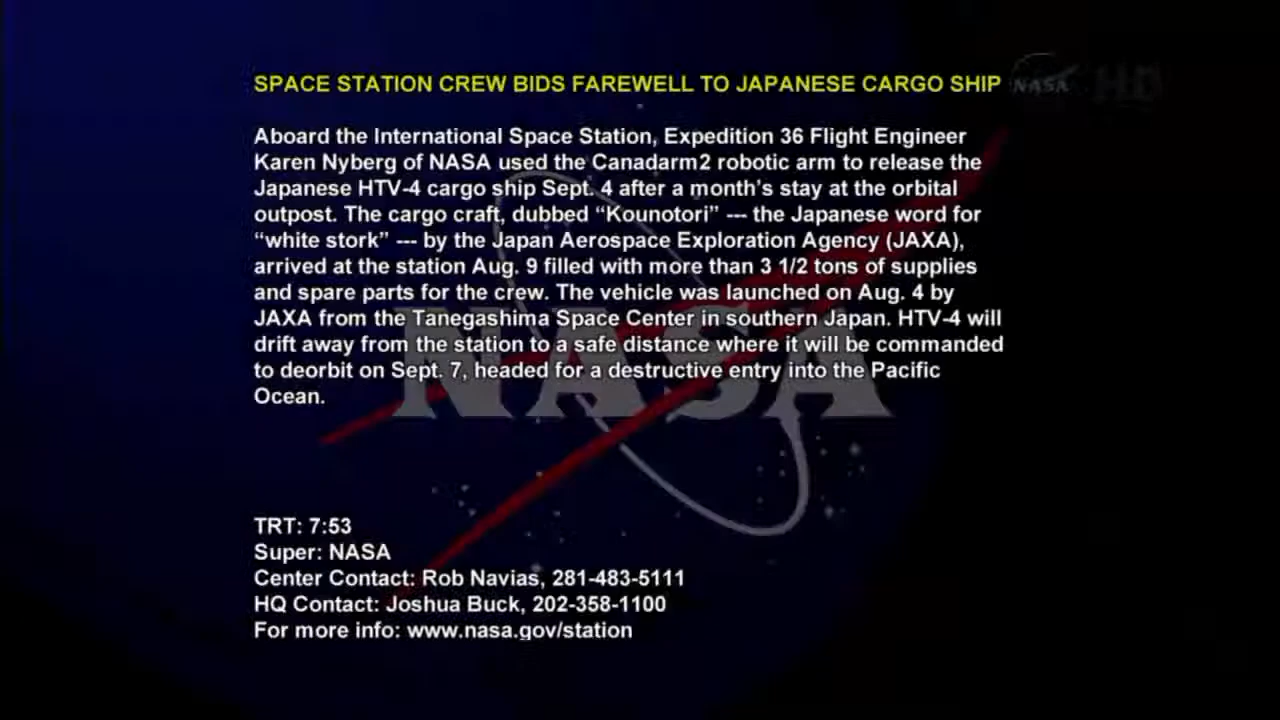 SPACE STATION CREW BIDS FAREWELL TO JAPANESE CARGO SHIP
NASA HD
Aboard the International Space Station, Expedition 36 Flight Engineer
Karen Nyberg of NASA used the Canadarm2 robotic arm to release the
Japanese HTV-4 cargo ship Sept. 4 after a month’s stay at the orbital
outpost. The cargo craft, dubbed “Kounotori” --- the Japanese word for
“white stork” --- by the Japan Aerospace Exploration Agency (JAXA),
arrived at the station Aug. 9 filled with more than 3 1/2 tons of supplies
and spare parts for the crew. The vehicle was launched on Aug. 4 by
JAXA from the Tanegashima Space Center in southern Japan. HTV-4 will
drift away from the station to a safe distance where it will be commanded
to deorbit on Sept. 7, headed for a destructive entry into the Pacific
Ocean.
NASA
TRT: 7:53
Super: NASA
Center Contact: Rob Navias, 281-483-5111
HQ Contact: Joshua Buck, 202-358-1100
For more info: www.nasa.gov/station